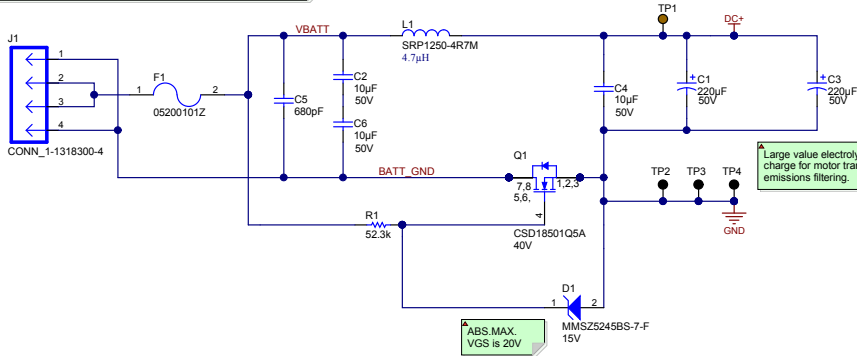 J1
1
2
3
4
CONN_1-1318300-4
F1
1
2
05200101Z
VBATT
C5
680pF
C2
10µF
50V
C6
10µF
50V
L1
SRP1250-4R7M
4.7µH
TP1
DC+
C4
10µF
50V
C1
220µF
50V
C3
220µF
50V
BATT_GND
Q1
7,8
5,6,
1,2,3
4
CSD18501Q5A
40V
TP2
TP3
TP4
GND
Large value electroly
charge for motor tran
emissions filtering.
R1
52.3k
D1
1
2
MMSZ5245BS-7-F
15V
ABS.MAX.
VGS is 20V